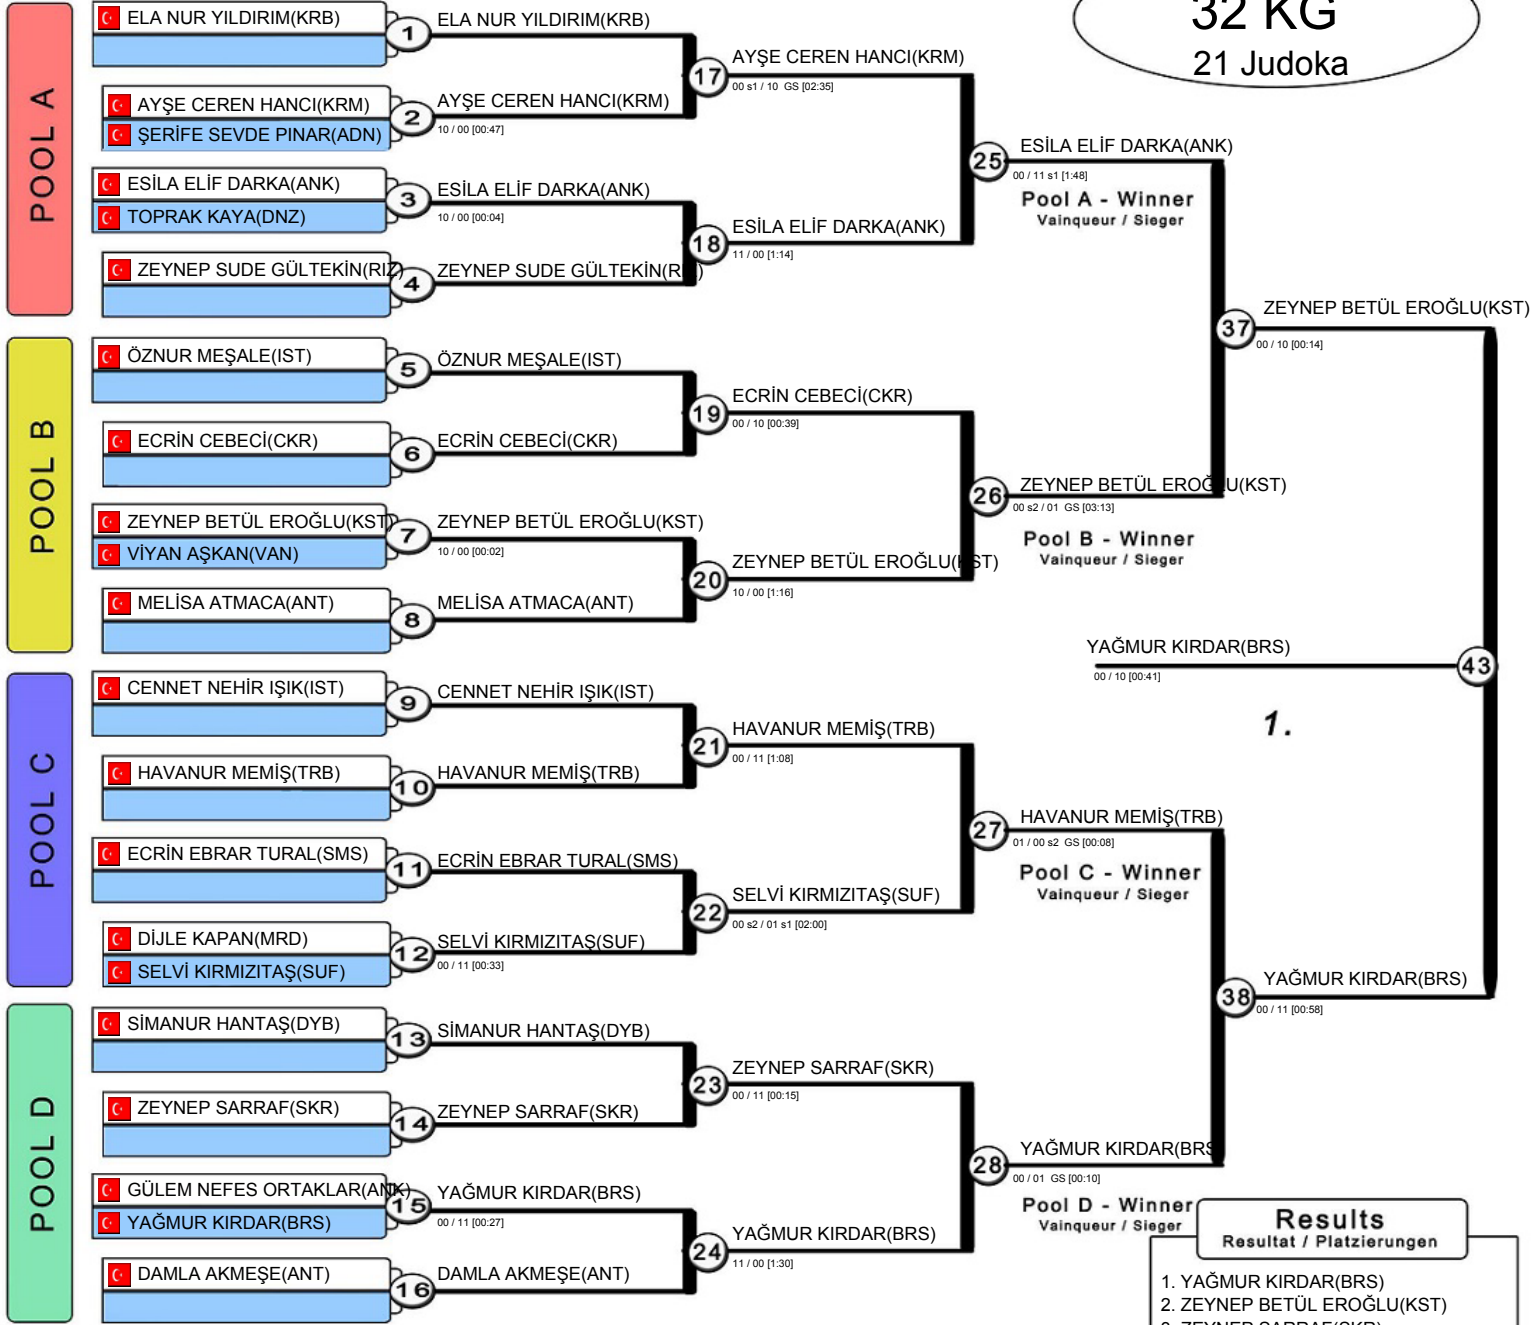 32 KG
21 Judoka
POOL A
ELA NUR YILDIRIM(KRB)
1
ELA NUR YILDIRIM(KRB)
AYŞE CEREN HANCI(KRM)
ŞERİFE SEVDE PINAR(ADN)
2
AYŞE CEREN HANCI(KRM)
10 / 00 [00:47]
17
AYŞE CEREN HANCI(KRM)
00 s1 / 10 GS [02:35]
ESİLA ELİF DARKA(ANK)
TOPRAK KAYA(DNZ)
3
ESİLA ELİF DARKA(ANK)
10 / 00 [00:04]
ZEYNEP SUDE GÜLTEKİN(RIZ)
4
ZEYNEP SUDE GÜLTEKİN(RIZ)
18
ESİLA ELİF DARKA(ANK)
11 / 00 [1:14]
25
ESİLA ELİF DARKA(ANK)
00 / 11 s1 [1:48]
Pool A - Winner
Vainqueur / Sieger
POOL B
ÖZNUR MEŞALE(IST)
5
ÖZNUR MEŞALE(IST)
ECRİN CEBECİ(CKR)
6
ECRİN CEBECİ(CKR)
19
ECRİN CEBECİ(CKR)
00 / 10 [00:39]
ZEYNEP BETÜL EROĞLU(KST)
VİYAN AŞKAN(VAN)
7
ZEYNEP BETÜL EROĞLU(KST)
10 / 00 [00:02]
MELİSA ATMACA(ANT)
8
MELİSA ATMACA(ANT)
20
ZEYNEP BETÜL EROĞLU(KST)
10 / 00 [1:16]
26
ZEYNEP BETÜL EROĞLU(KST)
00 s2 / 01 GS [03:13]
Pool B - Winner
Vainqueur / Sieger
37
ZEYNEP BETÜL EROĞLU(KST)
00 / 10 [00:14]
YAĞMUR KIRDAR(BRS)
00 / 10 [00:41]
43
1.
POOL C
CENNET NEHİR IŞIK(IST)
9
CENNET NEHİR IŞIK(IST)
HAVANUR MEMİŞ(TRB)
10
HAVANUR MEMİŞ(TRB)
21
HAVANUR MEMİŞ(TRB)
00 / 11 [1:08]
ECRİN EBRAR TURAL(SMS)
11
ECRİN EBRAR TURAL(SMS)
DİJLE KAPAN(MRD)
SELVİ KIRMIZITAŞ(SUF)
12
SELVİ KIRMIZITAŞ(SUF)
00 / 11 [00:33]
22
SELVİ KIRMIZITAŞ(SUF)
00 s2 / 01 s1 [02:00]
27
HAVANUR MEMİŞ(TRB)
01 / 00 s2 GS [00:08]
Pool C - Winner
Vainqueur / Sieger
POOL D
SİMANUR HANTAŞ(DYB)
13
SİMANUR HANTAŞ(DYB)
ZEYNEP SARRAF(SKR)
14
ZEYNEP SARRAF(SKR)
23
ZEYNEP SARRAF(SKR)
00 / 11 [00:15]
GÜLEM NEFES ORTAKLAR(ANK)
YAĞMUR KIRDAR(BRS)
15
YAĞMUR KIRDAR(BRS)
00 / 11 [00:27]
DAMLA AKMEŞE(ANT)
16
DAMLA AKMEŞE(ANT)
24
YAĞMUR KIRDAR(BRS)
11 / 00 [1:30]
28
YAĞMUR KIRDAR(BRS)
00 / 01 GS [00:10]
Pool D - Winner
Vainqueur / Sieger
38
YAĞMUR KIRDAR(BRS)
00 / 11 [00:58]
Results
Resultat / Platzierungen
1. YAĞMUR KIRDAR(BRS)
2. ZEYNEP BETÜL EROĞLU(KST)
3. ZEYNEP SARRAF(SKR)